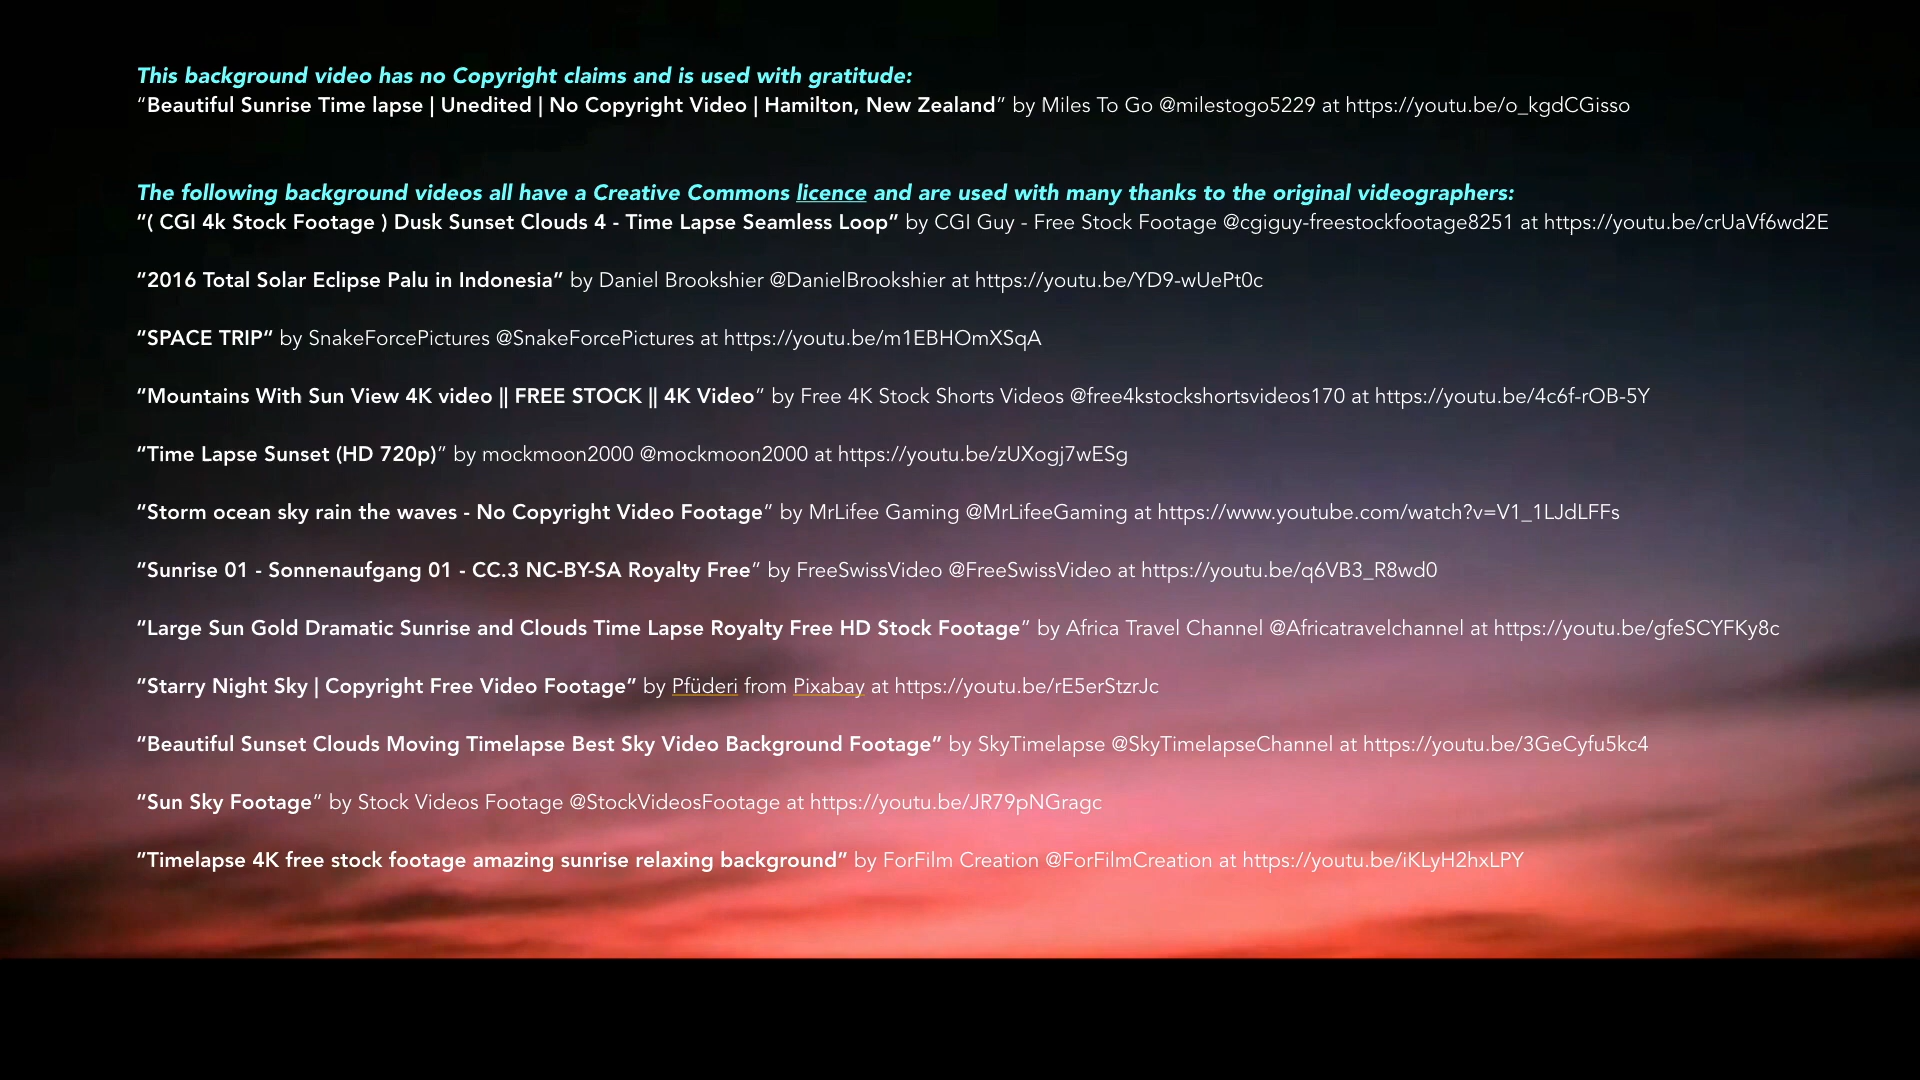 This background video has no Copyright claims and is used with gratitude:
“Beautiful Sunrise Time lapse | Unedited | No Copyright Video | Hamilton, New Zealand” by Miles To Go @milestogo5229 at https://youtu.be/o_kgdCGisso
The following background videos all have a Creative Commons licence and are used with many thanks to the original videographers:
“( CGI 4k Stock Footage ) Dusk Sunset Clouds 4 - Time Lapse Seamless Loop” by CGI Guy - Free Stock Footage @cgiguy-freestockfootage8251 at https://youtu.be/crUaVf6wd2E
“2016 Total Solar Eclipse Palu in Indonesia” by Daniel Brookshier @DanielBrookshier at https://youtu.be/YD9-wUePt0c
“SPACE TRIP” by SnakeForcePictures @SnakeForcePictures at https://youtu.be/m1EBHOmXSqA
“Mountains With Sun View 4K video || FREE STOCK || 4K Video” by Free 4K Stock Shorts Videos @free4kstockshortsvideos170 at https://youtu.be/4c6f-rOB-5Y
“Time Lapse Sunset (HD 720p)” by mockmoon2000 @mockmoon2000 at https://youtu.be/zUXogj7wESg
“Storm ocean sky rain the waves - No Copyright Video Footage” by MrLifee Gaming @MrLifeeGaming at https://www.youtube.com/watch?v=V1_1LJdLFFs
“Sunrise 01 - Sonnenaufgang 01 - CC.3 NC-BY-SA Royalty Free” by FreeSwissVideo @FreeSwissVideo at https://youtu.be/q6VB3_R8wd0
“Large Sun Gold Dramatic Sunrise and Clouds Time Lapse Royalty Free HD Stock Footage” by Africa Travel Channel @Africatravelchannel at https://youtu.be/gfeSCYFKy8c
“Starry Night Sky | Copyright Free Video Footage” by Pfüderi from Pixabay at https://youtu.be/rE5erStzrJc
“Beautiful Sunset Clouds Moving Timelapse Best Sky Video Background Footage” by SkyTimelapse @SkyTimelapseChannel at https://youtu.be/3GeCyfu5kc4
“Sun Sky Footage” by Stock Videos Footage @StockVideosFootage at https://youtu.be/JR79pNGragc
“Timelapse 4K free stock footage amazing sunrise relaxing background” by ForFilm Creation @ForFilmCreation at https://youtu.be/iKLyH2hxLPY